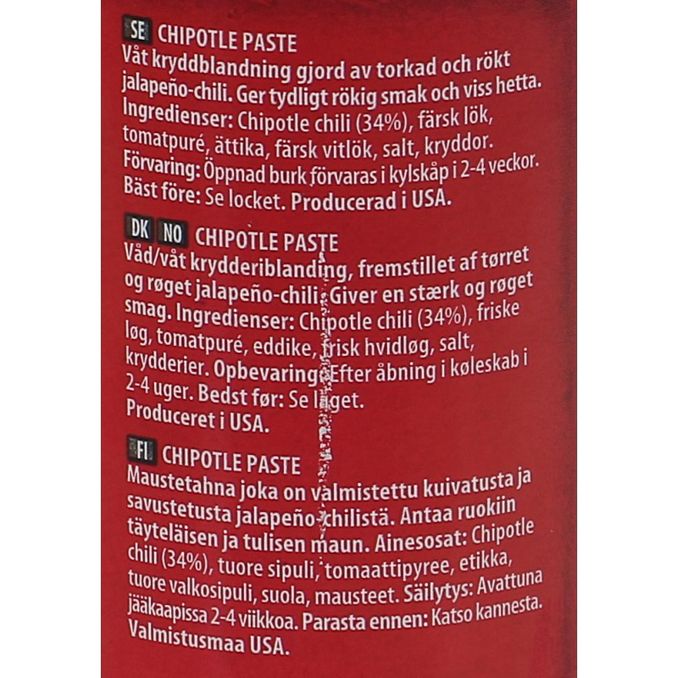 SE CHIPOTLE PASTE
Våt kryddblandning gjord av torkad och rökt
jalapeño-chili. Ger tydligt rökig smak och viss hetta.
Ingredienser: Chipotle chili (34%), färsk lök,
tomatpuré, ättika, färsk vitlök, salt, kryddor.
Förvaring: Öppnad burk förvaras i kylskåp i 2-4 veckor.
Bäst före: Se locket. Producerad i USA.
DK NO CHIPOTLE PASTE
Våd/våt krydderiblanding, fremstillet af tørret
og røget jalapeño-chili. Giver en stærk og røget
smag. Ingredienser: Chipotle chili (34%), friske
løg, tomatpuré, eddike, frisk hvidløg, salt,
krydderier. Opbevaring: Efter åbning i køleskab i
2-4 uger. Bedst før: Se låget.
Produceret i USA.
FI CHIPOTLE PASTE
Maustetahna joka on valmistettu kuivatusta ja
savustetusta jalapeño-chilistä. Antaa ruokiin
täyteläisen ja tulisen maun. Ainesosat: Chipotle
chili (34%), tuore sipuli, tomaattipyree, etikka,
tuore valkosipuli, suola, mausteet. Säilytys: Avattuna
jääkaapissa 2-4 viikkoa. Parasta ennen: Katso kannesta.
Valmistusmaa USA.